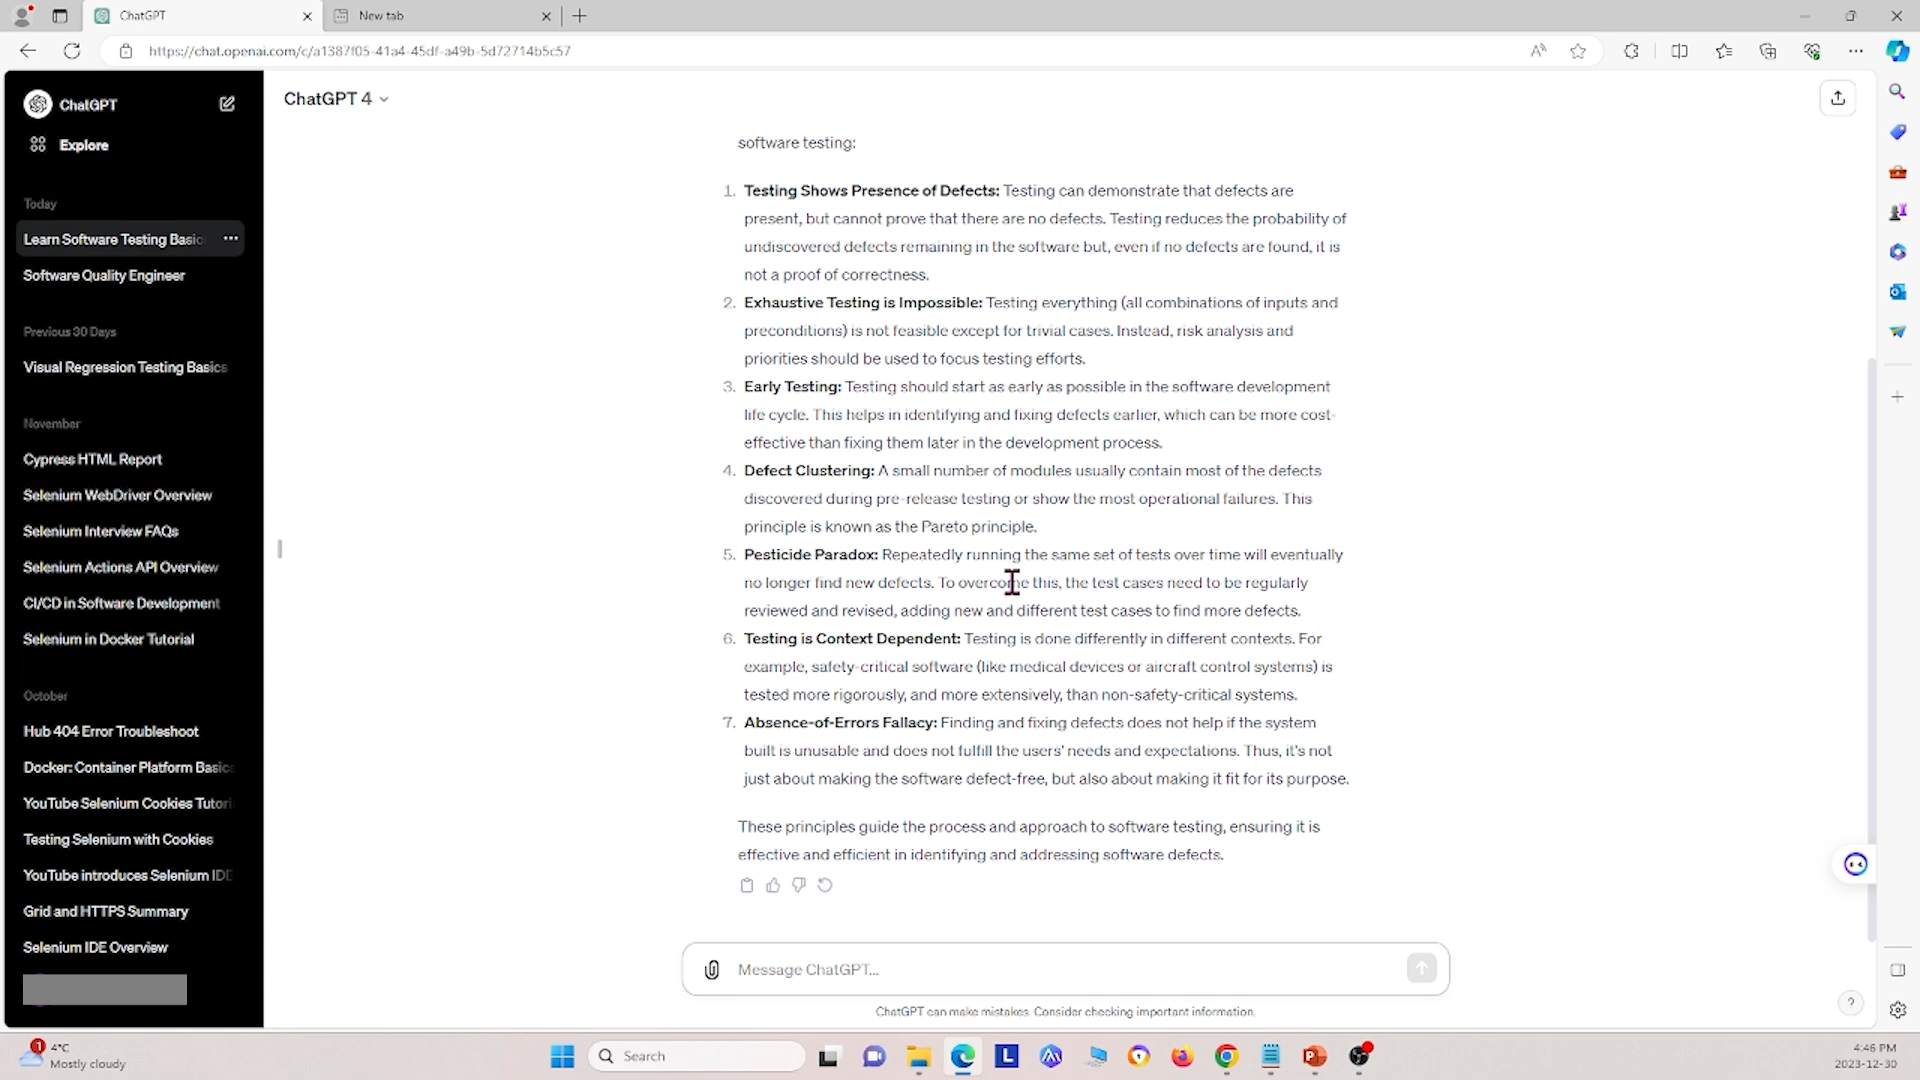 ChatGPT
New tab
https://chat.openai.com/c/a1387f05-41a4-45df-a49b-5d72714b5c57
ChatGPT
Explore
Today
Learn Software Testing Basic
Software Quality Engineer
Previous 30 Days
Visual Regression Testing Basics
November
Cypress HTML Report
Selenium WebDriver Overview
Selenium Interview FAQs
Selenium Actions API Overview
CI/CD in Software Development
Selenium in Docker Tutorial
October
Hub 404 Error Troubleshoot
Docker: Container Platform Basics
YouTube Selenium Cookies Tutori
Testing Selenium with Cookies
YouTube introduces Selenium IDE
Grid and HTTPS Summary
Selenium IDE Overview
ChatGPT 4
software testing:
1. Testing Shows Presence of Defects: Testing can demonstrate that defects are
present, but cannot prove that there are no defects. Testing reduces the probability of
undiscovered defects remaining in the software but, even if no defects are found, it is
not a proof of correctness.
2. Exhaustive Testing is Impossible: Testing everything (all combinations of inputs and
preconditions) is not feasible except for trivial cases. Instead, risk analysis and
priorities should be used to focus testing efforts.
3. Early Testing: Testing should start as early as possible in the software development
life cycle. This helps in identifying and fixing defects earlier, which can be more cost-
effective than fixing them later in the development process.
4. Defect Clustering: A small number of modules usually contain most of the defects
discovered during pre-release testing or show the most operational failures. This
principle is known as the Pareto principle.
5. Pesticide Paradox: Repeatedly running the same set of tests over time will eventually
no longer find new defects. To overcome this, the test cases need to be regularly
reviewed and revised, adding new and different test cases to find more defects.
6. Testing is Context Dependent: Testing is done differently in different contexts. For
example, safety-critical software (like medical devices or aircraft control systems) is
tested more rigorously, and more extensively, than non-safety-critical systems.
7. Absence-of-Errors Fallacy: Finding and fixing defects does not help if the system
built is unusable and does not fulfill the users' needs and expectations. Thus, it's not
just about making the software defect-free, but also about making it fit for its purpose.
These principles guide the process and approach to software testing, ensuring it is
effective and efficient in identifying and addressing software defects.
Message ChatGPT...
ChatGPT can make mistakes. Consider checking important information.
?
1
4°C
Mostly cloudy
Search
L
4:46 PM
2023-12-30